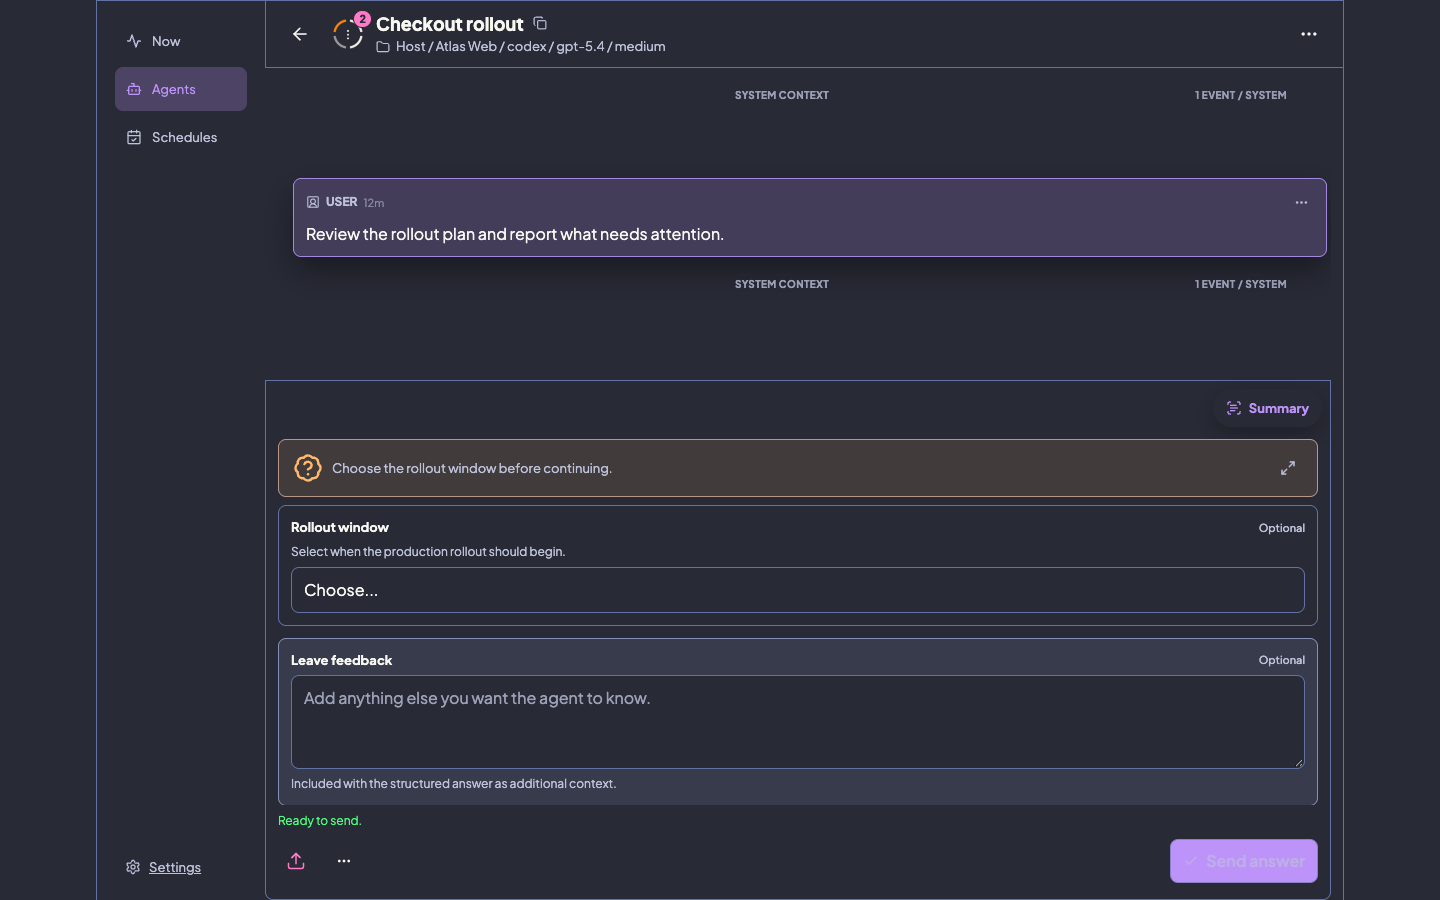 Now
Agents
Schedules
Settings
2
Checkout rollout
Host / Atlas Web / codex / gpt-5.4 / medium
SYSTEM CONTEXT
1 EVENT / SYSTEM
USER 12m
Review the rollout plan and report what needs attention.
SYSTEM CONTEXT
1 EVENT / SYSTEM
Summary
Choose the rollout window before continuing.
Rollout window
Optional
Select when the production rollout should begin.
Choose...
Leave feedback
Optional
Add anything else you want the agent to know.
Included with the structured answer as additional context.
Ready to send.
Send answer